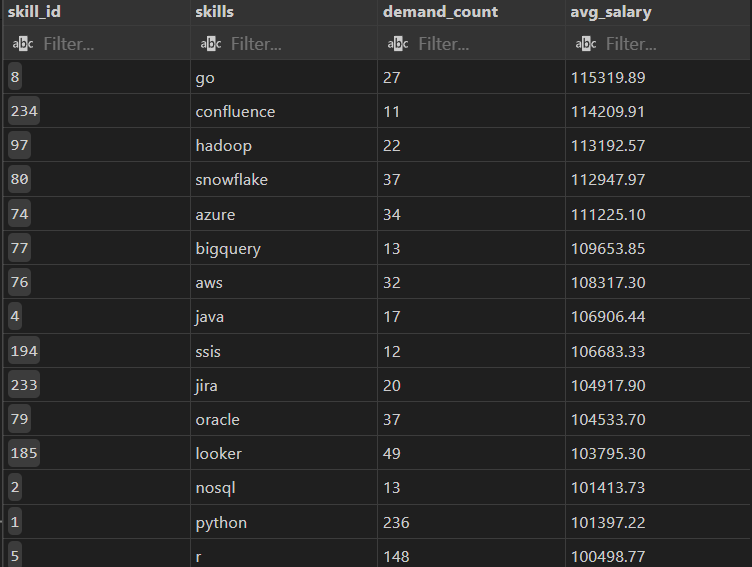 skill_id skills demand_count avg_salary
abc Filter... abc Filter... abc Filter... abc Filter...
8 go 27 115319.89
234 confluence 11 114209.91
97 hadoop 22 113192.57
80 snowflake 37 112947.97
74 azure 34 111225.10
77 bigquery 13 109653.85
76 aws 32 108317.30
4 java 17 106906.44
194 ssis 12 106683.33
233 jira 20 104917.90
79 oracle 37 104533.70
185 looker 49 103795.30
2 nosql 13 101413.73
1 python 236 101397.22
5 r 148 100498.77